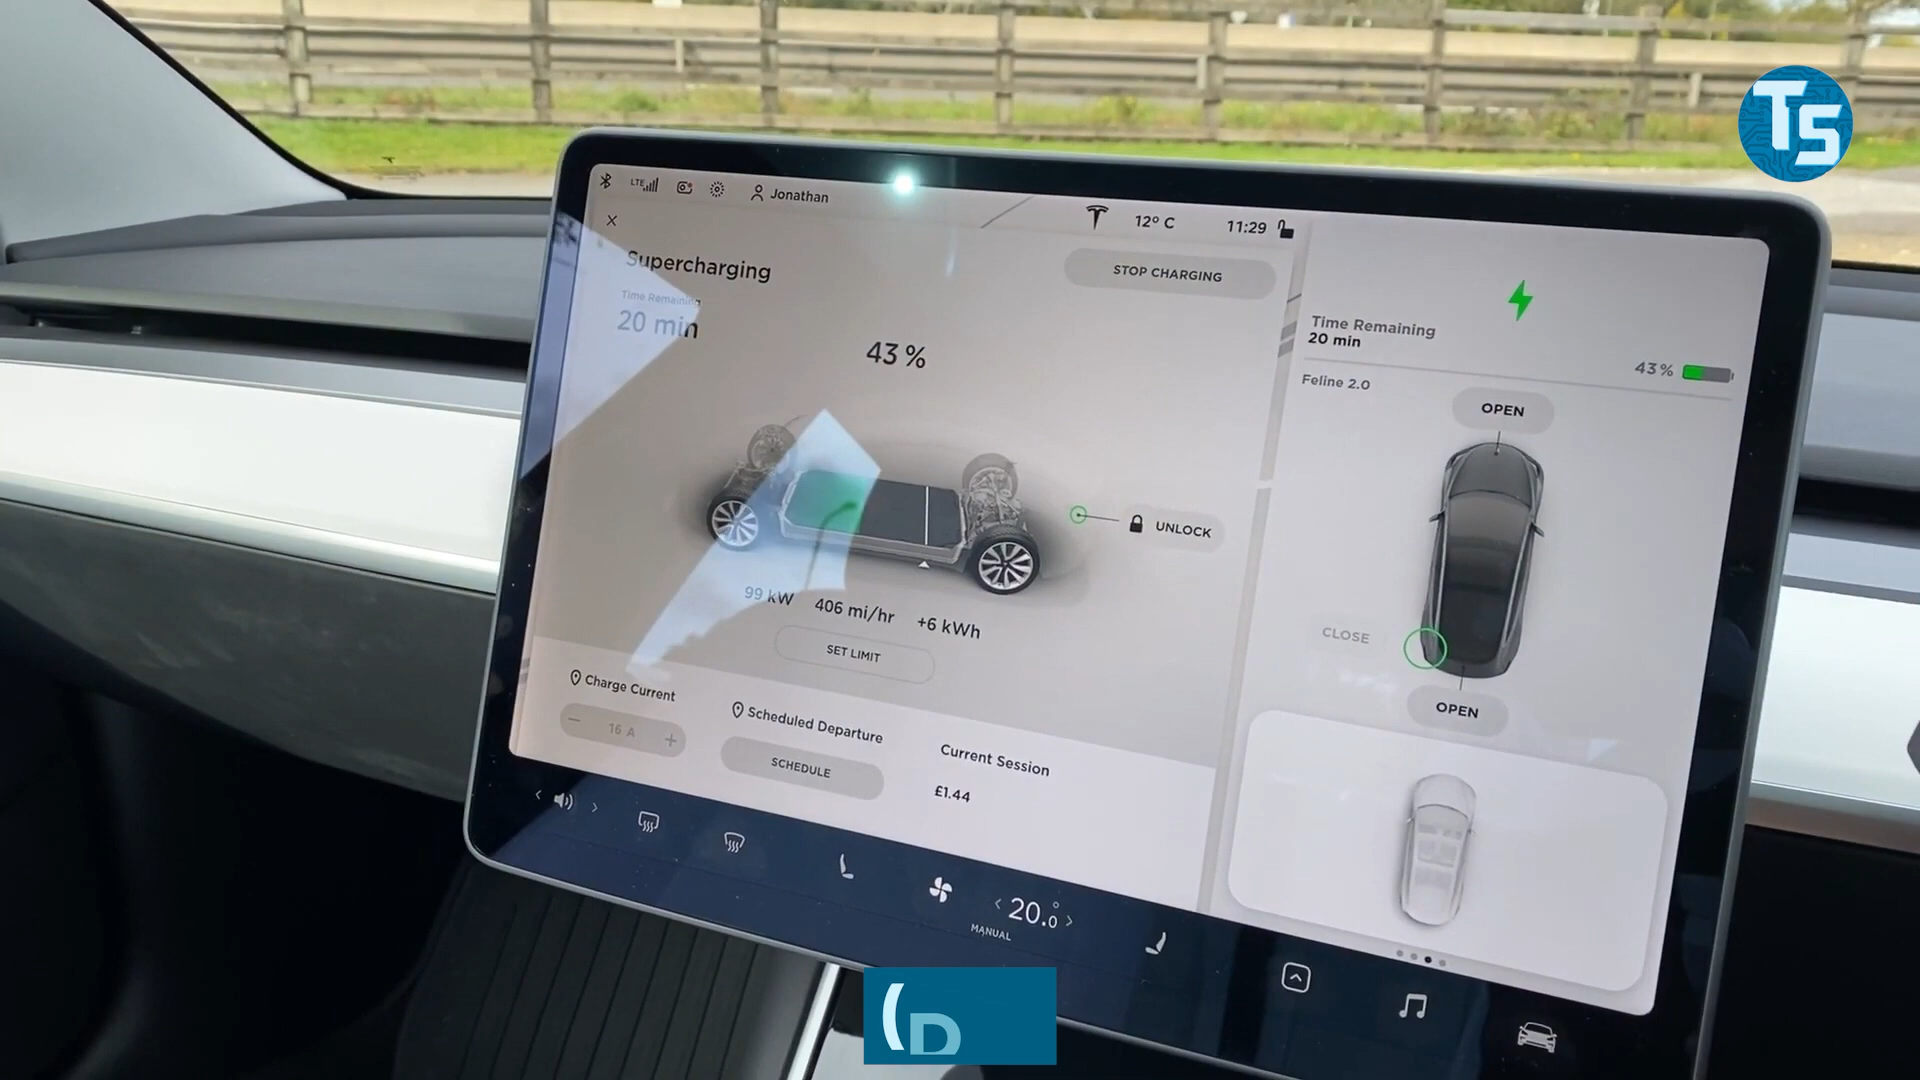 TS
LTE
Jonathan
12° C
11:29
Supercharging
STOP CHARGING
Time Remaining
20 min
43 %
UNLOCK
99 kW 406 mi/hr +6 kWh
SET LIMIT
Charge Current
16 A
Scheduled Departure
SCHEDULE
Current Session
£1.44
Time Remaining
20 min
43 %
Feline 2.0
OPEN
CLOSE
OPEN
20.0°
MANUAL
(D